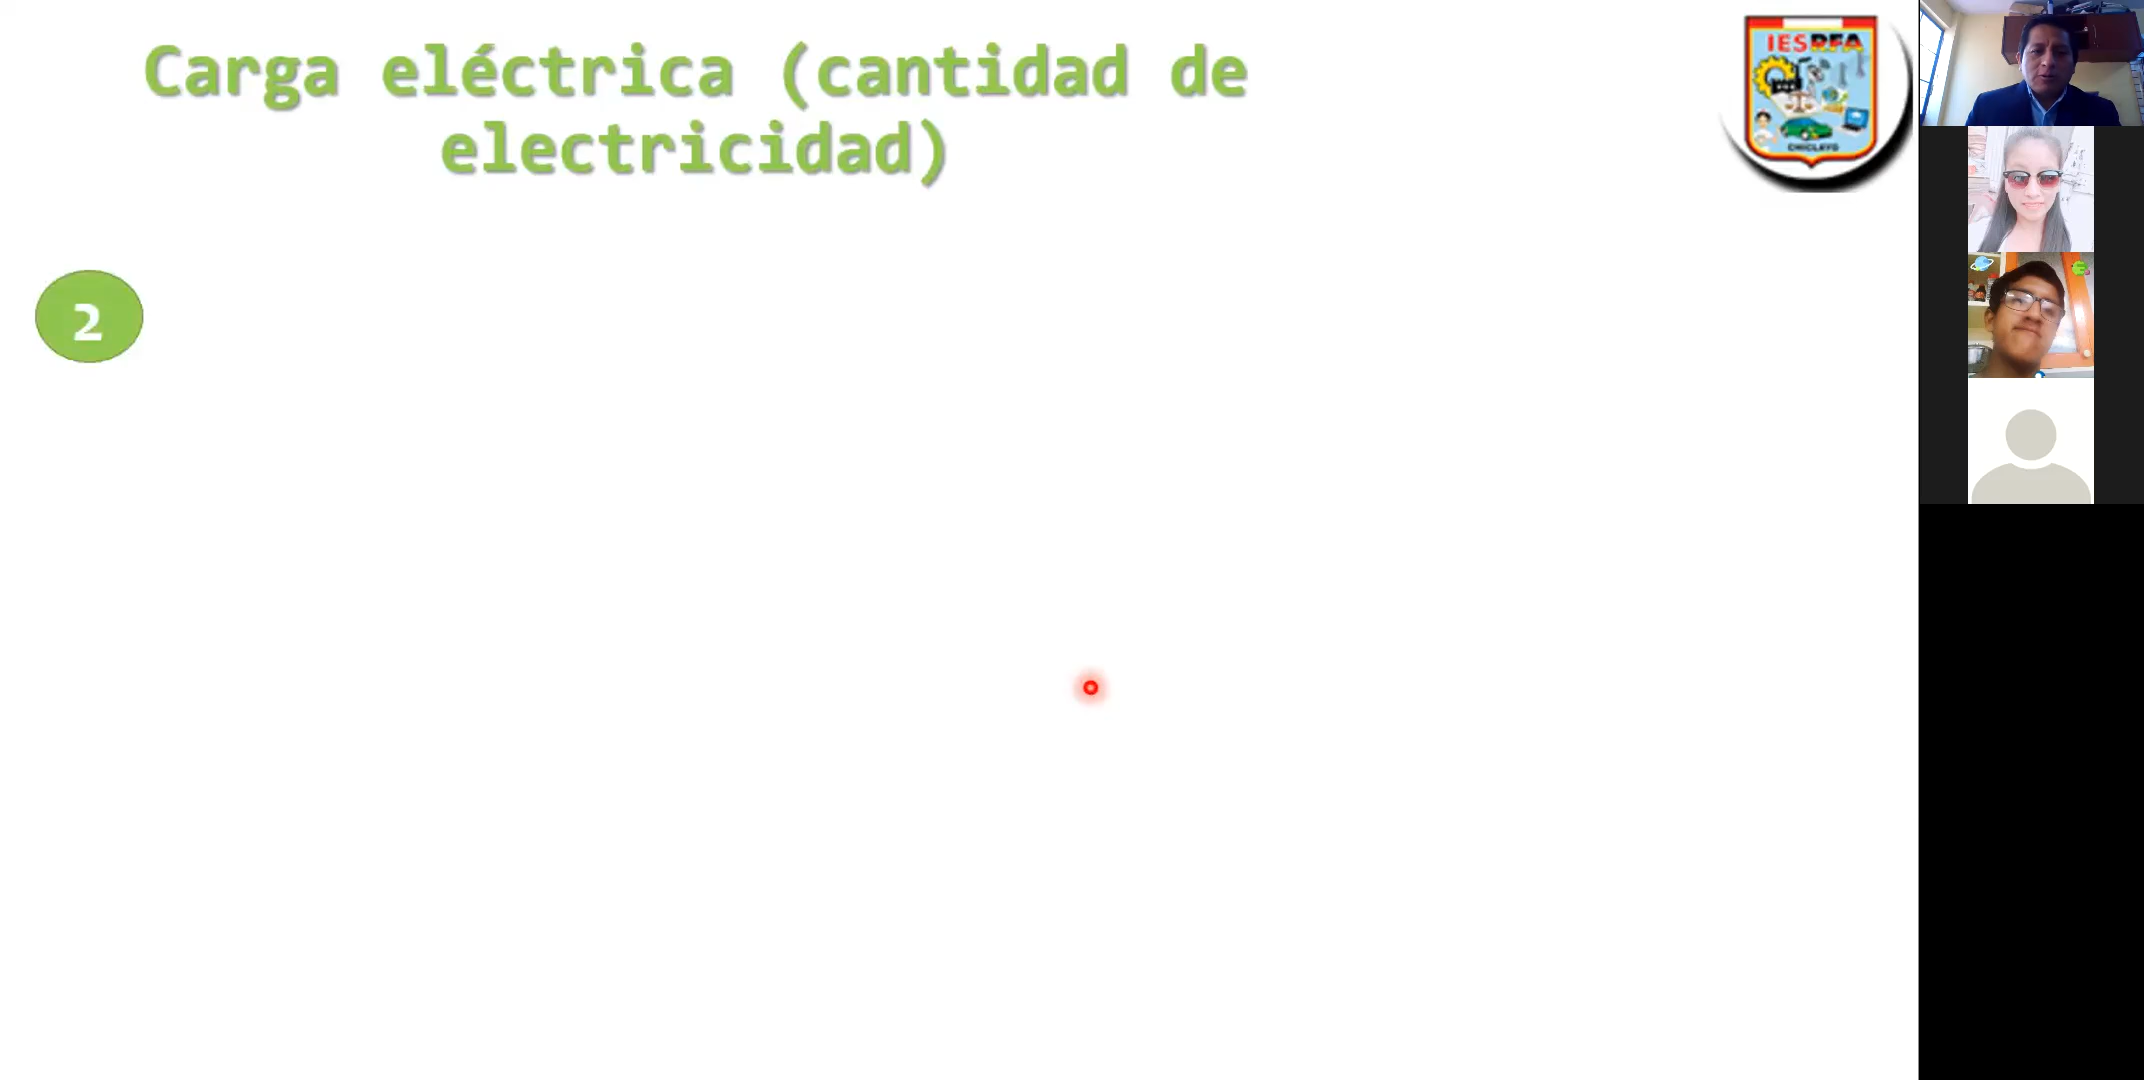 Carga eléctrica (cantidad de
electricidad)
IESRFA
CHICLAYO
2